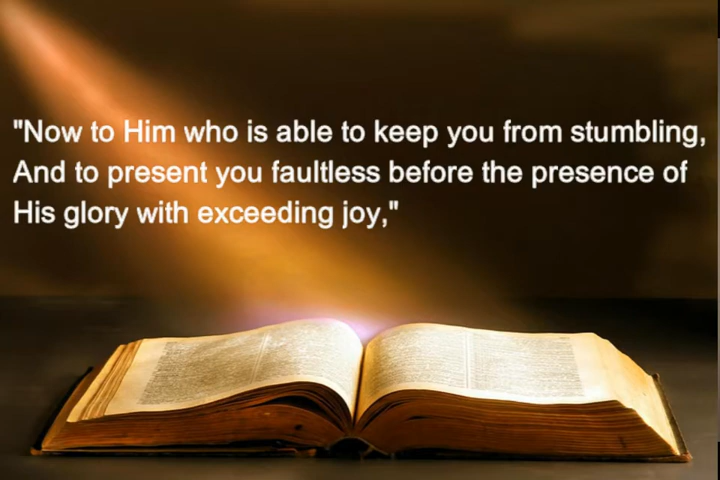 "Now to Him who is able to keep you from stumbling,
And to present you faultless before the presence of
His glory with exceeding joy,"